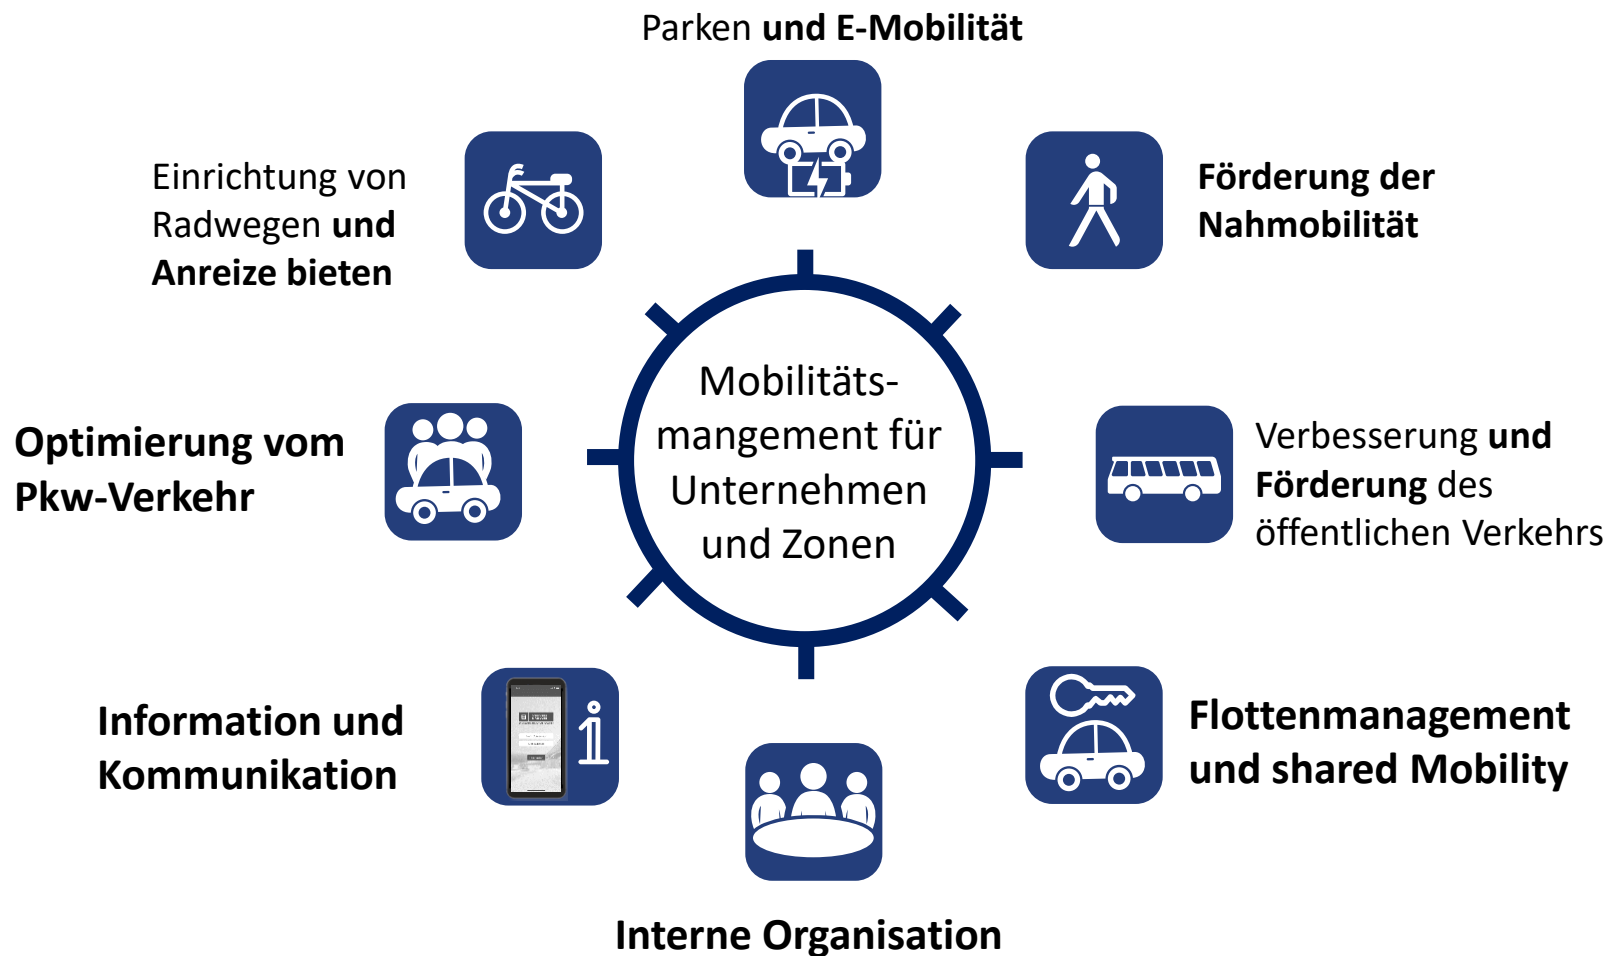 Parken und E-Mobilität
Einrichtung von
Radwegen und
Anreize bieten
Förderung der
Nahmobilität
Mobilitäts-
mangement für
Unternehmen
und Zonen
Optimierung vom
Pkw-Verkehr
Verbesserung und
Förderung des
öffentlichen Verkehrs
Information und
Kommunikation
Flottenmanagement
und shared Mobility
Interne Organisation